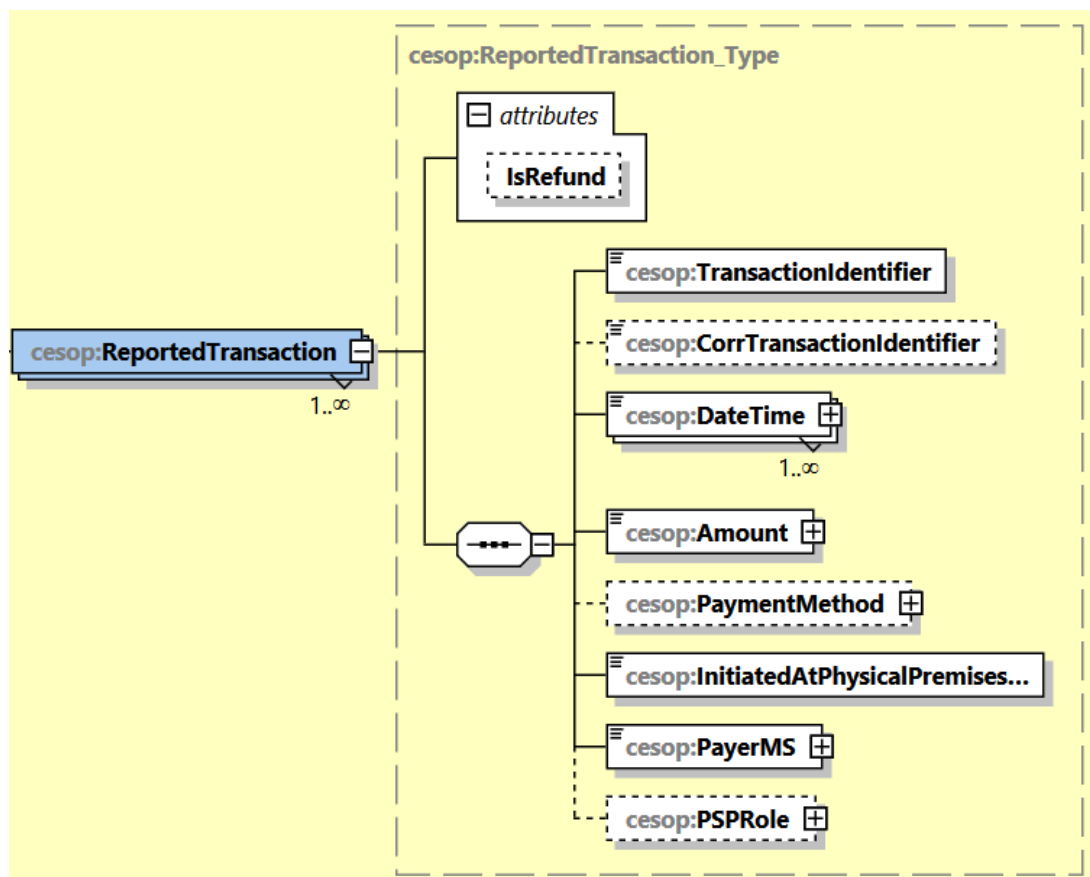 cesop:ReportedTransaction_Type
attributes
IsRefund
cesop:TransactionIdentifier
cesop:ReportedTransaction
1..∞
cesop:CorrTransactionIdentifier
cesop:DateTime
1..∞
cesop:Amount
cesop:PaymentMethod
cesop:InitiatedAtPhysicalPremises...
cesop:PayerMS
cesop:PSPRole